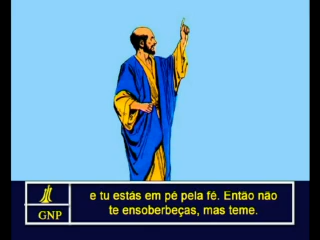 e tu estás em pé pela fé. Então não
te ensoberbeças, mas teme.
GNP